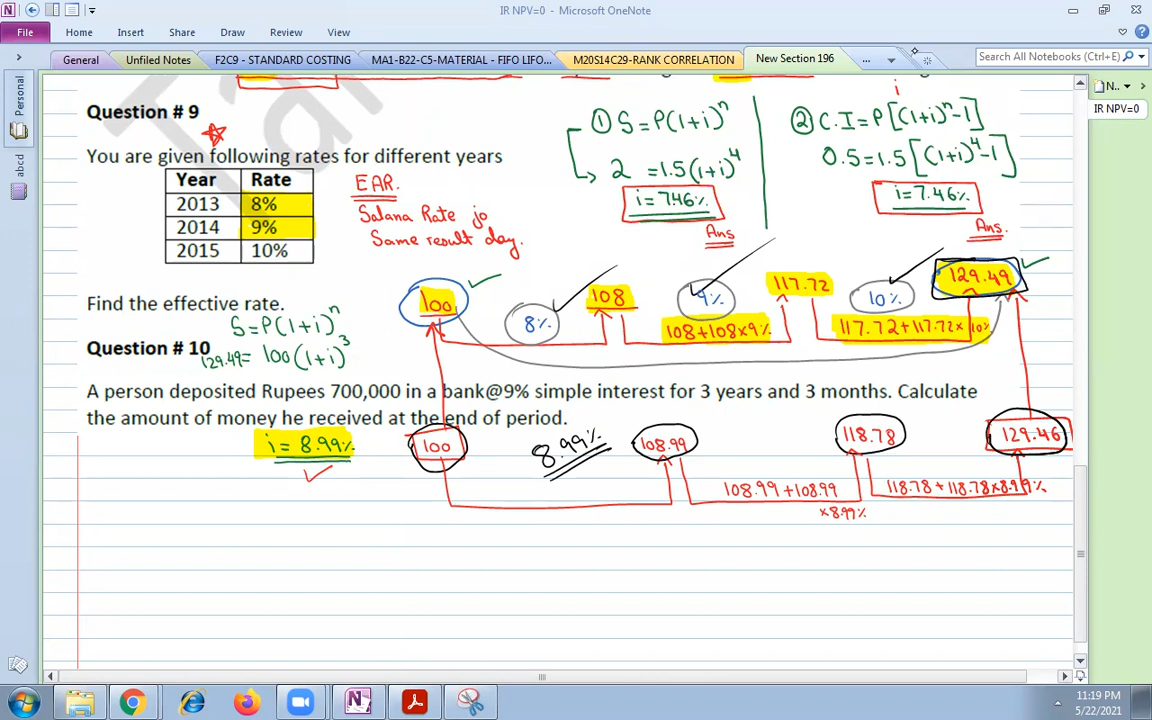 IR NPV=0 - Microsoft OneNote
File Home Insert Share Draw Review View
General Unfiled Notes F2C9 - STANDARD COSTING MA1-B22-C5-MATERIAL - FIFO LIFO... M20S14C29-RANK CORRELATION New Section 196 ... Search All Notebooks (Ctrl+E)
Personal
abcd
N..
IR NPV=0
i
Question # 9
You are given following rates for different years
Year Rate
2013 8%
2014 9%
2015 10%
EAR.
Salana Rate jo
Same result day.
① S=P(1+i)^n
2 =1.5(1+i)^4
i=7.46%
Ans
② C.I=P[(1+i)^n-1]
0.5=1.5[(1+i)^4-1]
i=7.46%
Ans.
100 8% 108 9% 117.72 10% 129.49
108+108×9% 117.72+117.72× 10%
Find the effective rate.
S=P(1+i)^n
129.49= 100(1+i)^3
Question # 10
A person deposited Rupees 700,000 in a bank@9% simple interest for 3 years and 3 months. Calculate
the amount of money he received at the end of period.
i = 8.99%
100 8.99% 108.99 118.78 129.46
108.99+108.99 ×8.99% 118.78+118.78×8.99%
11:19 PM
5/22/2021